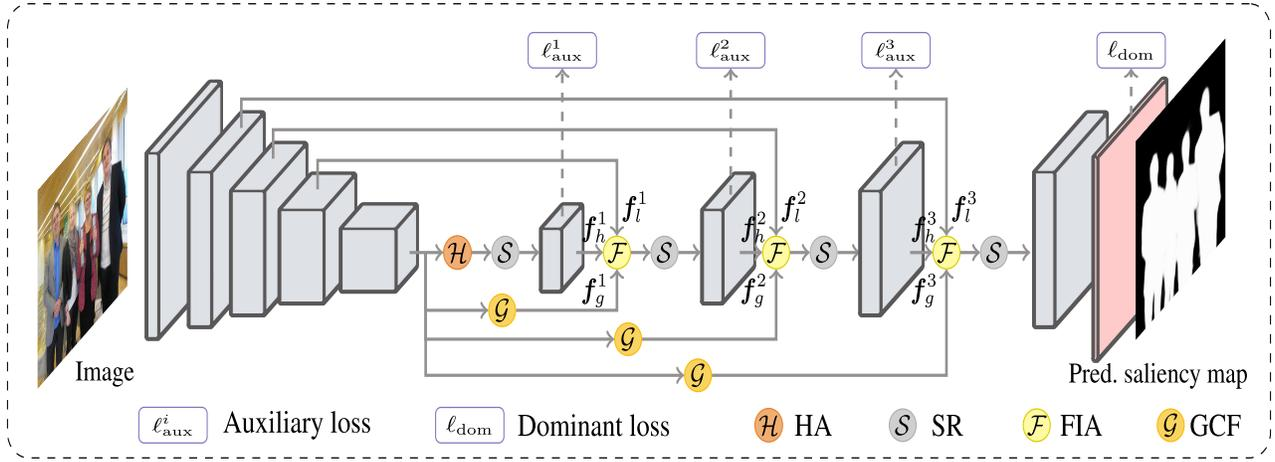 ℓ¹aux ℓ²aux ℓ³aux ℓdom
f¹l f²l f³l
f¹h f²h f³h
H S F S F S F S
f¹g f²g f³g
G
G
G
Image
Pred. saliency map
ℓⁱaux Auxiliary loss ℓdom Dominant loss H HA S SR F FIA G GCF